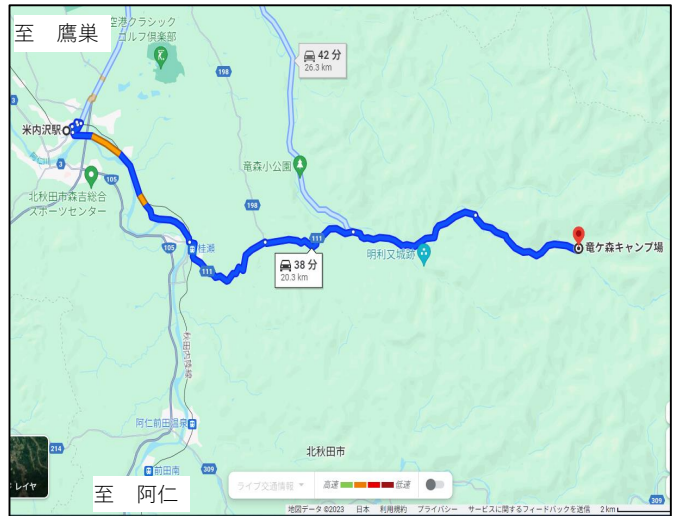 至　鷹巣
空港クラシック
ゴルフ倶楽部
42 分
26.3 km
198
3
米内沢駅
竜森小公園
3
105
北秋田市森吉総合
スポーツセンター
198
111
105
桂瀬
111
明利又城跡
竜ケ森キャンプ場
38 分
20.3 km
秋田内陸線
阿仁前田温泉
214
北秋田市
前田南
309
レイヤ
至　阿仁
ライブ交通情報
高速
低速
309
地図データ ©2023　日本　利用規約　プライバシー　サービスに関するフィードバックを送信　2 km